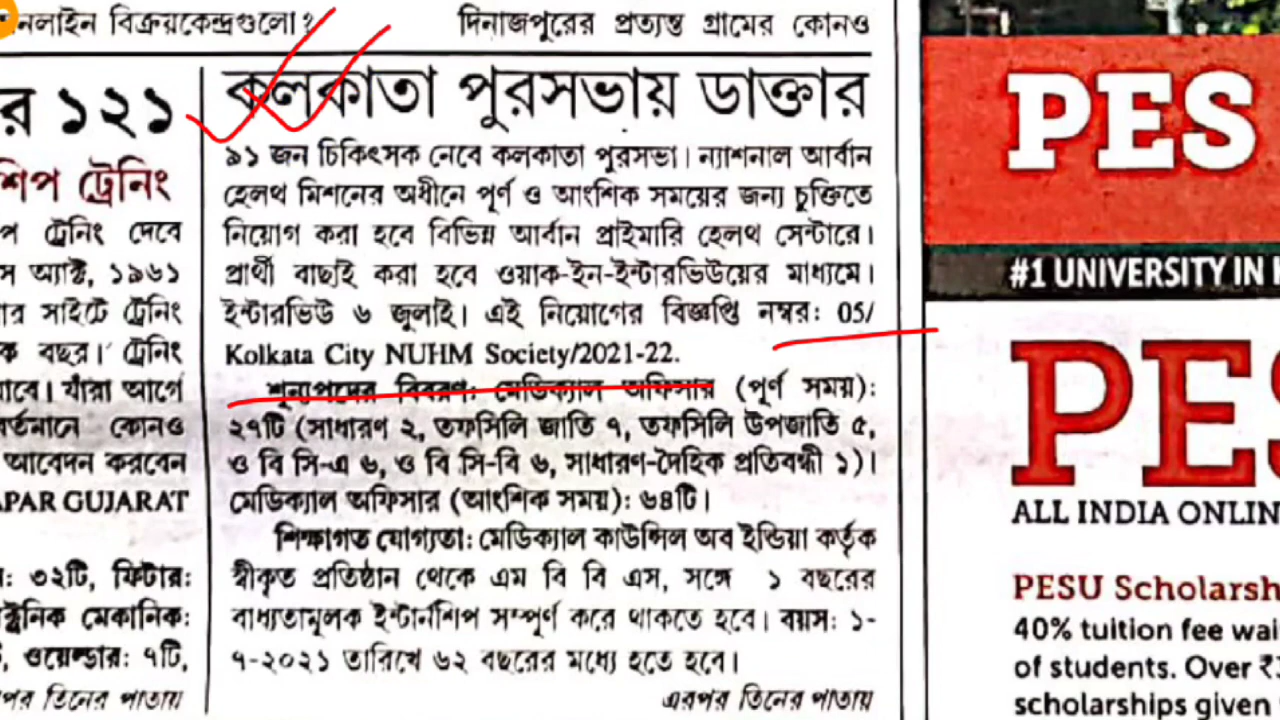 নলাইন বিক্রয়কেন্দ্রগুলো?
দিনাজপুরের প্রত্যন্ত গ্রামের কোনও
র ১২১
শিপ ট্রেনিং
প ট্রেনিং দেবে
স অ্যাক্ট, ১৯৬১
র সাইটে ট্রেনিং
ক বছর। ট্রেনিং
াবে। যাঁরা আগে
বর্তমানে কোনও
আবেদন করবেন
APAR GUJARAT
: ৩২টি, ফিটার:
ট্রনিক মেকানিক:
, ওয়েল্ডার: ৭টি,
পর তিনের পাতায়
কলকাতা পুরসভায় ডাক্তার
৯১ জন চিকিৎসক নেবে কলকাতা পুরসভা। ন্যাশনাল আর্বান
হেলথ মিশনের অধীনে পূর্ণ ও আংশিক সময়ের জন্য চুক্তিতে
নিয়োগ করা হবে বিভিন্ন আর্বান প্রাইমারি হেলথ সেন্টারে।
প্রার্থী বাছাই করা হবে ওয়াক-ইন-ইন্টারভিউয়ের মাধ্যমে।
ইন্টারভিউ ৬ জুলাই। এই নিয়োগের বিজ্ঞপ্তি নম্বর: 05/
Kolkata City NUHM Society/2021-22.
শূন্যপদের বিবরণ: মেডিক্যাল অফিসার (পূর্ণ সময়):
২৭টি (সাধারণ ২, তফসিলি জাতি ৭, তফসিলি উপজাতি ৫,
ও বি সি-এ ৬, ও বি সি-বি ৬, সাধারণ-দৈহিক প্রতিবন্ধী ১)।
মেডিক্যাল অফিসার (আংশিক সময়): ৬৪টি।
শিক্ষাগত যোগ্যতা: মেডিক্যাল কাউন্সিল অব ইন্ডিয়া কর্তৃক
স্বীকৃত প্রতিষ্ঠান থেকে এম বি বি এস, সঙ্গে ১ বছরের
বাধ্যতামূলক ইন্টার্নশিপ সম্পূর্ণ করে থাকতে হবে। বয়স: ১-
৭-২০২১ তারিখে ৬২ বছরের মধ্যে হতে হবে।
এরপর তিনের পাতায়
PES
#1 UNIVERSITY IN
PES
ALL INDIA ONLIN
PESU Scholarsh
40% tuition fee wai
of students. Over ₹
scholarships given